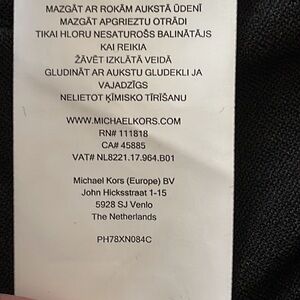 MAZGĀT AR ROKĀM AUKSTĀ ŪDENĪ
MAZGĀT APGRIEZTU OTRĀDI
TIKAI HLORU NESATUROŠS BALINĀTĀJS
KAI REIKIA
ŽĀVĒT IZKLĀTĀ VEIDĀ
GLUDINĀT AR AUKSTU GLUDEKLI JA
VAJADZĪGS
NELIETOT ĶIMISKO TĪRĪŠANU
WWW.MICHAELKORS.COM
RN# 111818
CA# 45885
VAT# NL8221.17.964.B01
Michael Kors (Europe) BV
John Hicksstraat 1-15
5928 SJ Venlo
The Netherlands
PH78XN084C